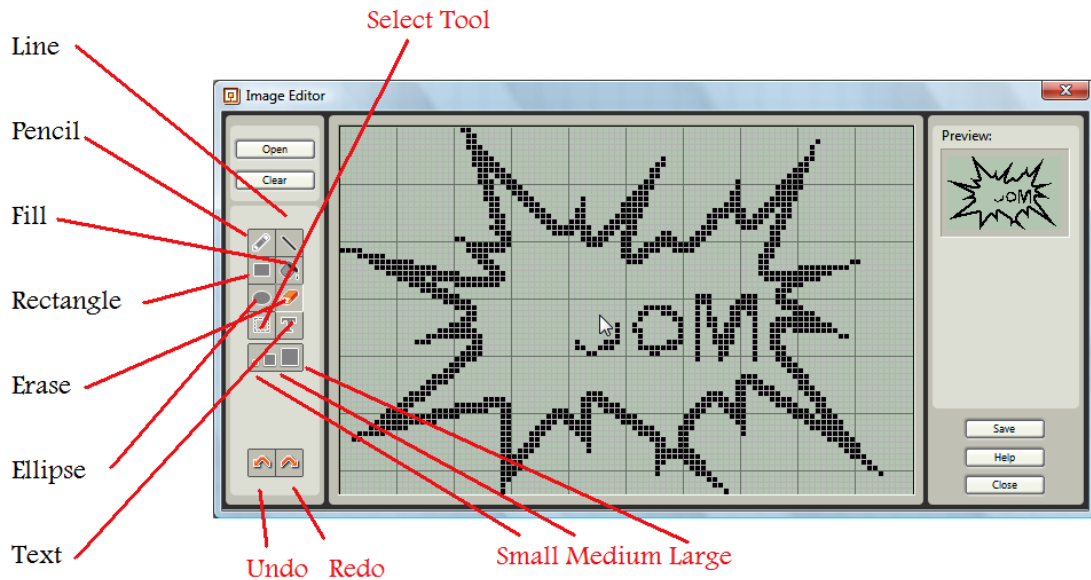 Select Tool
Line
Image Editor
Pencil
Open
Clear
Preview:
Fill
Rectangle
Erase
Ellipse
Text
OM
Save
Help
Close
Small Medium Large
Undo Redo